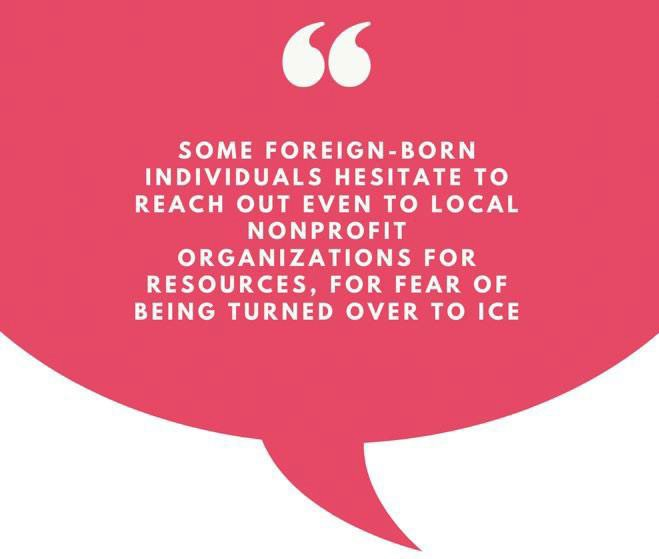 “
SOME FOREIGN-BORN
INDIVIDUALS HESITATE TO
REACH OUT EVEN TO LOCAL
NONPROFIT
ORGANIZATIONS FOR
RESOURCES, FOR FEAR OF
BEING TURNED OVER TO ICE